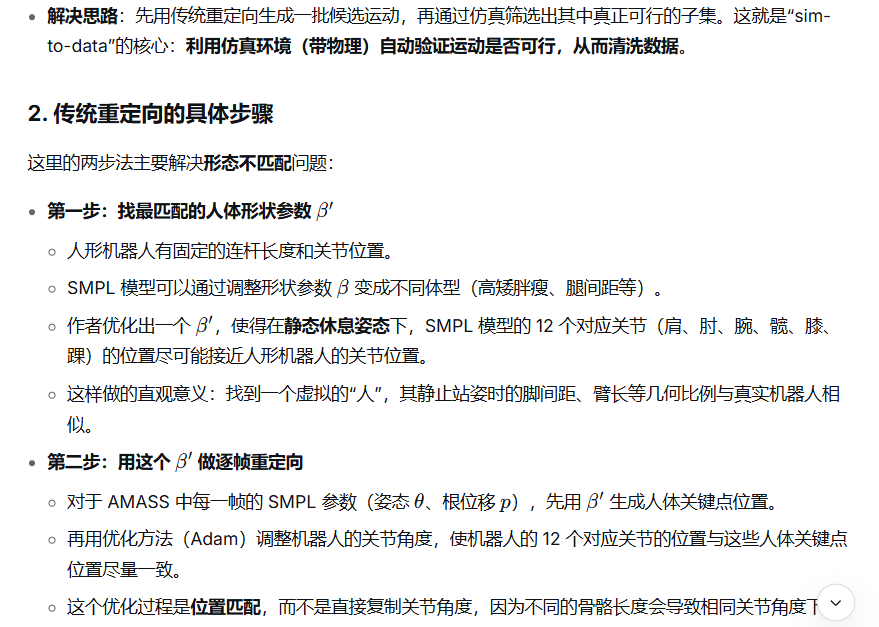 • 解决思路：先用传统重定向生成一批候选运动，再通过仿真筛选出其中真正可行的子集。这就是“sim-
to-data”的核心：利用仿真环境（带物理）自动验证运动是否可行，从而清洗数据。
2. 传统重定向的具体步骤
这里的两步法主要解决形态不匹配问题：
• 第一步：找最匹配的人体形状参数 β′
○ 人形机器人有固定的连杆长度和关节位置。
○ SMPL 模型可以通过调整形状参数 β 变成不同体型（高矮胖瘦、腿间距等）。
○ 作者优化出一个 β′，使得在静态休息姿态下，SMPL 模型的 12 个对应关节（肩、肘、腕、髋、膝、
踝）的位置尽可能接近人形机器人的关节位置。
○ 这样做的直观意义：找到一个虚拟的“人”，其静止站姿时的脚间距、臂长等几何比例与真实机器人相
似。
• 第二步：用这个 β′ 做逐帧重定向
○ 对于 AMASS 中每一帧的 SMPL 参数（姿态 θ、根位移 p），先用 β′ 生成人体关键点位置。
○ 再用优化方法（Adam）调整机器人的关节角度，使机器人的 12 个对应关节的位置与这些人体关键点
位置尽量一致。
○ 这个优化过程是位置匹配，而不是直接复制关节角度，因为不同的骨骼长度会导致相同关节角度